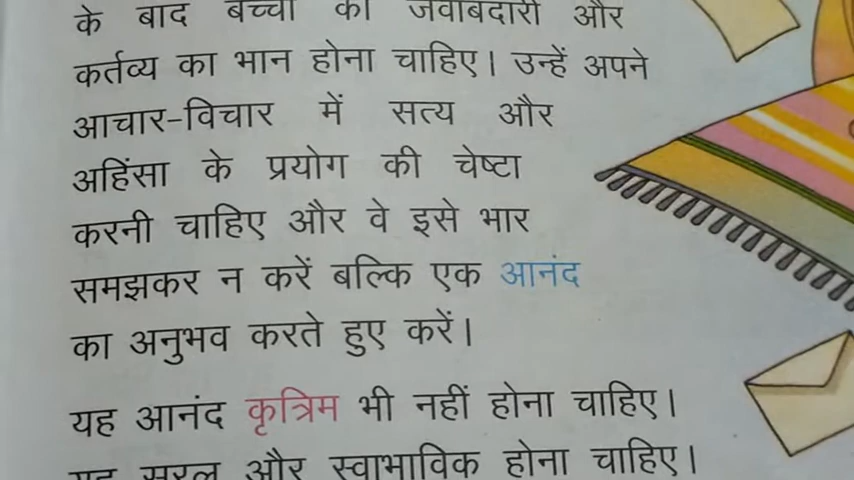 के बाद बच्चों को जवाबदारी और
कर्तव्य का भान होना चाहिए। उन्हें अपने
आचार-विचार में सत्य और
अहिंसा के प्रयोग की चेष्टा
करनी चाहिए और वे इसे भार
समझकर न करें बल्कि एक आनंद
का अनुभव करते हुए करें।
यह आनंद कृत्रिम भी नहीं होना चाहिए।
यह सरल और स्वाभाविक होना चाहिए।